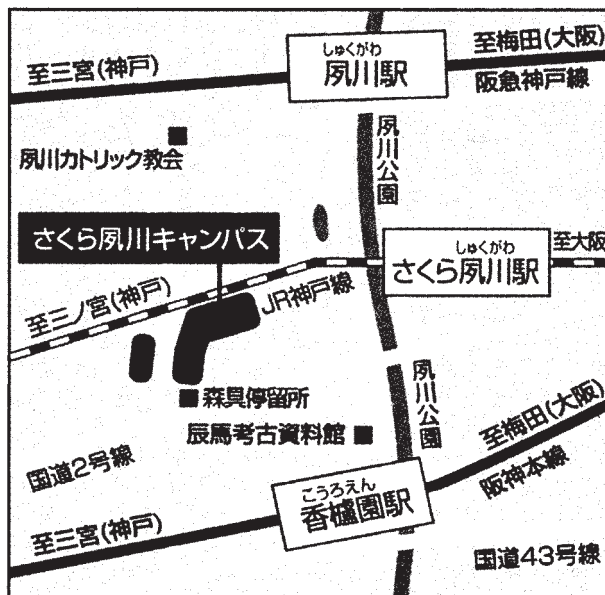 至三宮(神戸)
しゅくがわ
夙川駅
至梅田(大阪)
阪急神戸線
夙川カトリック教会
夙川公園
さくら夙川キャンパス
しゅくがわ
さくら夙川駅
至大阪
至三ノ宮(神戸)
JR神戸線
森具停留所
辰馬考古資料館
夙川公園
国道2号線
至梅田(大阪)
阪神本線
こうろえん
香櫨園駅
至三宮(神戸)
国道43号線